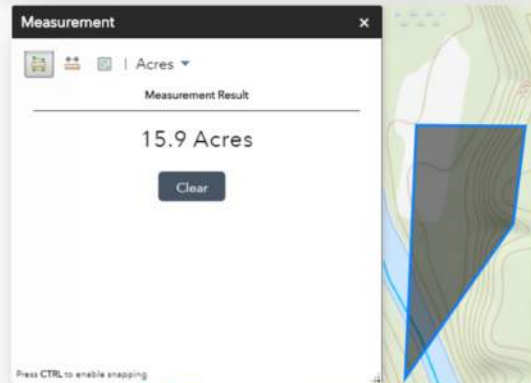 Measurement ×
| Acres
Measurement Result
15.9 Acres
Clear
Press CTRL to enable snapping